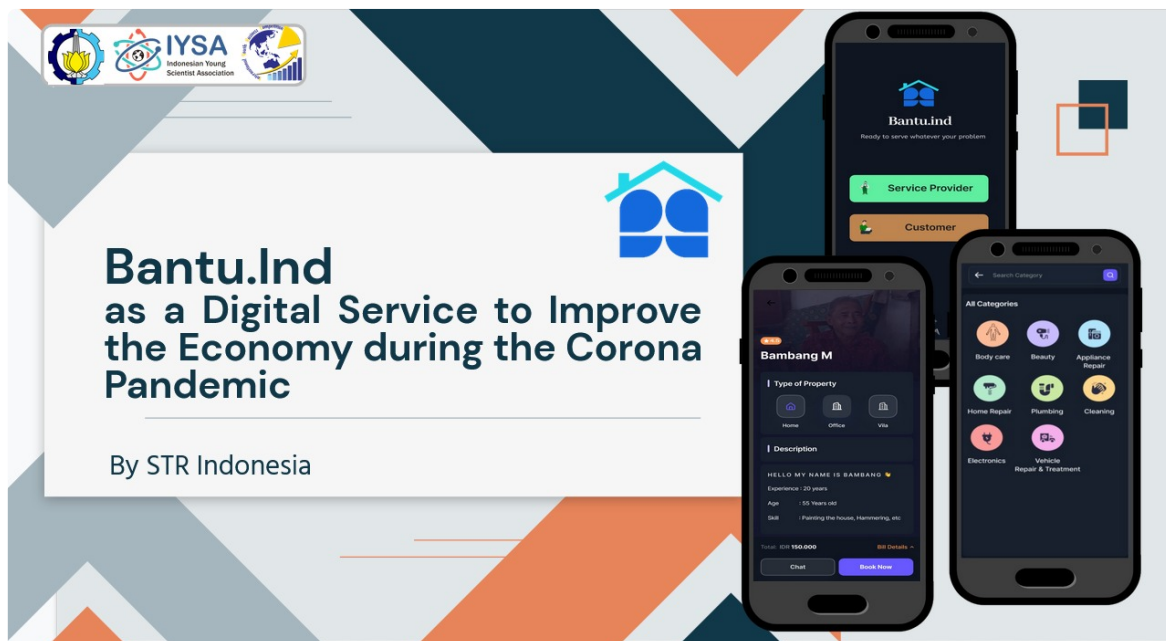 IYSA
Indonesian Young
Scientist Association
Bantu.Ind
as a Digital Service to Improve
the Economy during the Corona
Pandemic
By STR Indonesia
Bantu.ind
Ready to serve whatever your problem
Service Provider
Customer
Bambang M
Type of Property
Home Office Vila
Description
HELLO MY NAME IS BAMBANG
Experience : 20 years
Age : 55 Years old
Skill : Painting the house, Hammering, etc
Total: IDR 150.000 Bill Details
Chat Book Now
Search Category
All Categories
Body care Beauty Appliance
Repair
Home Repair Plumbing Cleaning
Electronics Vehicle
Repair & Treatment